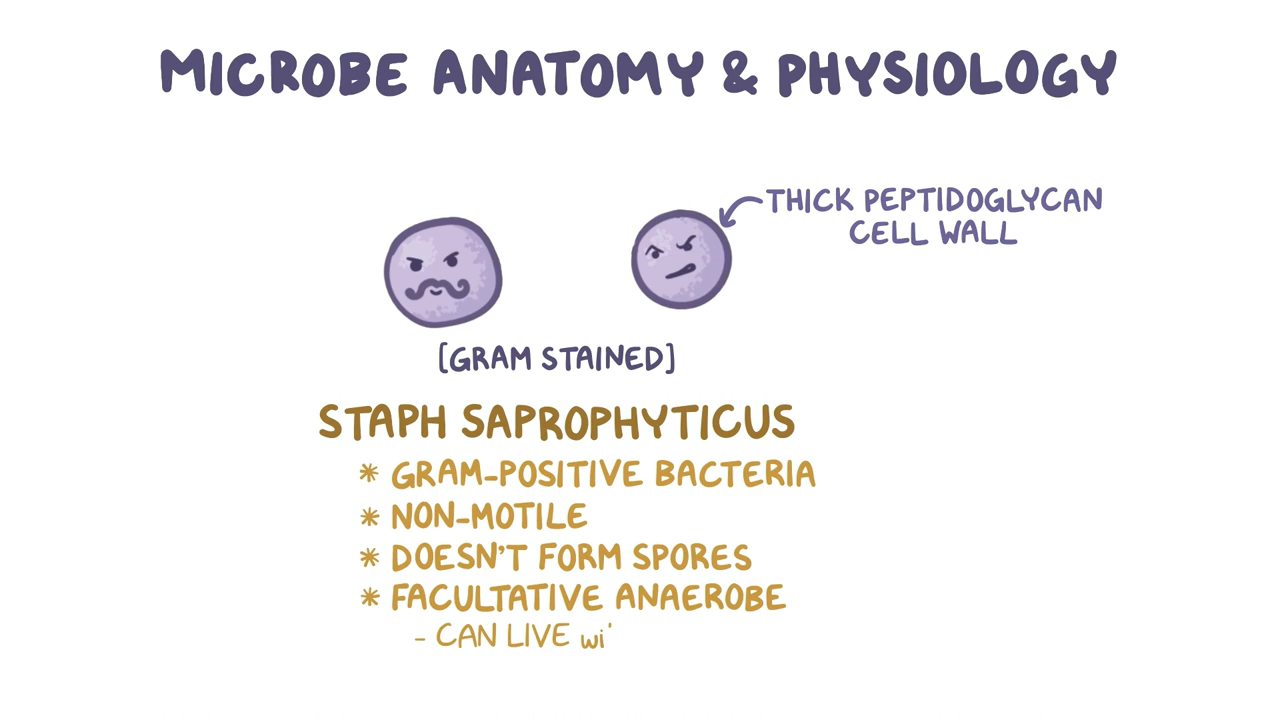 MICROBE ANATOMY & PHYSIOLOGY
THICK PEPTIDOGLYCAN
CELL WALL
[GRAM STAINED]
STAPH SAPROPHYTICUS
* GRAM-POSITIVE BACTERIA
* NON-MOTILE
* DOESN'T FORM SPORES
* FACULTATIVE ANAEROBE
- CAN LIVE wi'